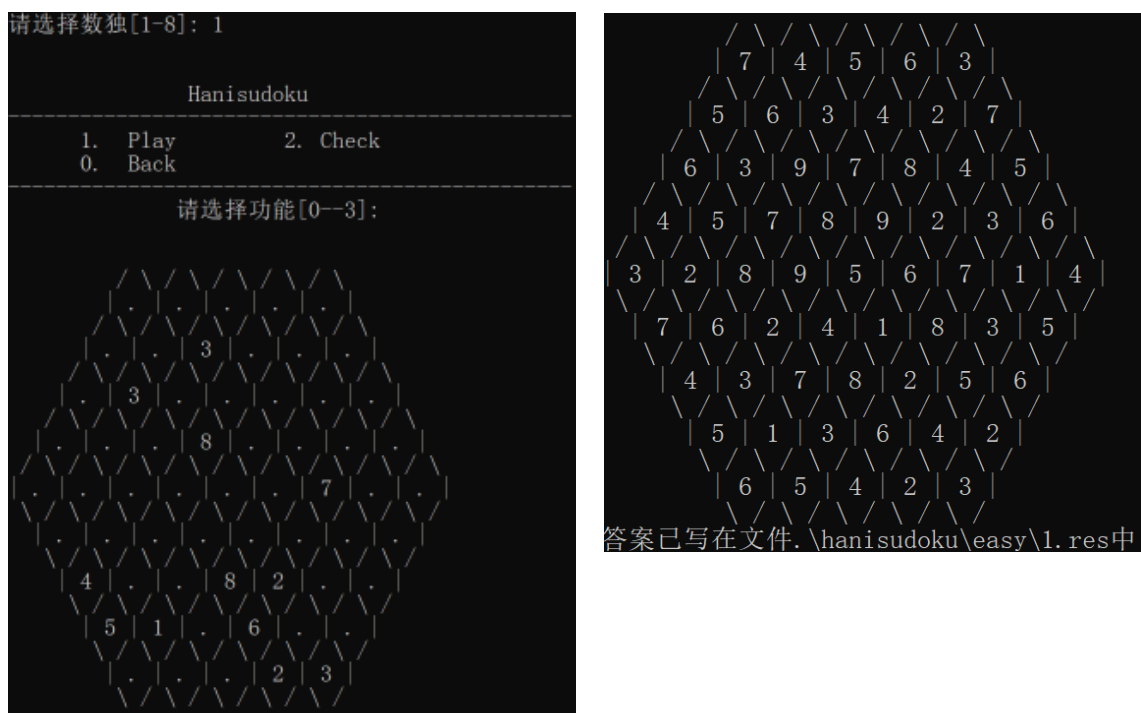 请选择数独[1-8]: 1
Hanisudoku
------------------------------------------------
1. Play 2. Check
0. Back
------------------------------------------------
请选择功能[0--3]:
/ \ / \ / \ / \ / \
| . | . | . | . | . |
/ \ / \ / \ / \ / \ / \
| . | . | 3 | . | . | . |
/ \ / \ / \ / \ / \ / \ / \
| . | 3 | . | . | . | . | . |
/ \ / \ / \ / \ / \ / \ / \ / \
| . | . | . | 8 | . | . | . | . |
/ \ / \ / \ / \ / \ / \ / \ / \ / \
| . | . | . | . | . | . | 7 | . | . |
\ / \ / \ / \ / \ / \ / \ / \ / \ /
| . | . | . | . | . | . | . | . |
\ / \ / \ / \ / \ / \ / \ / \ /
| 4 | . | . | 8 | 2 | . | . |
\ / \ / \ / \ / \ / \ / \ /
| 5 | 1 | . | 6 | . | . |
\ / \ / \ / \ / \ / \ /
| . | . | . | 2 | 3 |
\ / \ / \ / \ / \ /
/ \ / \ / \ / \ / \
| 7 | 4 | 5 | 6 | 3 |
/ \ / \ / \ / \ / \ / \
| 5 | 6 | 3 | 4 | 2 | 7 |
/ \ / \ / \ / \ / \ / \ / \
| 6 | 3 | 9 | 7 | 8 | 4 | 5 |
/ \ / \ / \ / \ / \ / \ / \ / \
| 4 | 5 | 7 | 8 | 9 | 2 | 3 | 6 |
/ \ / \ / \ / \ / \ / \ / \ / \ / \
| 3 | 2 | 8 | 9 | 5 | 6 | 7 | 1 | 4 |
\ / \ / \ / \ / \ / \ / \ / \ / \ /
| 7 | 6 | 2 | 4 | 1 | 8 | 3 | 5 |
\ / \ / \ / \ / \ / \ / \ / \ /
| 4 | 3 | 7 | 8 | 2 | 5 | 6 |
\ / \ / \ / \ / \ / \ / \ /
| 5 | 1 | 3 | 6 | 4 | 2 |
\ / \ / \ / \ / \ / \ /
| 6 | 5 | 4 | 2 | 3 |
\ / \ / \ / \ / \ /
答案已写在文件.\hanisudoku\easy\1.res中